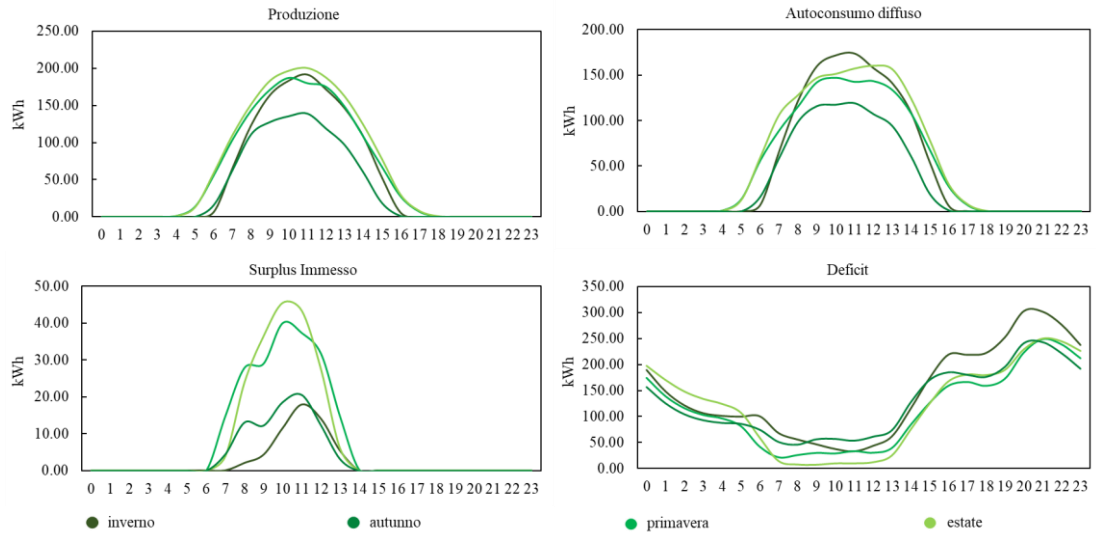 Produzione
kWh
250.00
200.00
150.00
100.00
50.00
0.00
0 1 2 3 4 5 6 7 8 9 10 11 12 13 14 15 16 17 18 19 20 21 22 23
Autoconsumo diffuso
kWh
200.00
150.00
100.00
50.00
0.00
0 1 2 3 4 5 6 7 8 9 10 11 12 13 14 15 16 17 18 19 20 21 22 23
Surplus Immesso
kWh
50.00
40.00
30.00
20.00
10.00
0.00
0 1 2 3 4 5 6 7 8 9 10 11 12 13 14 15 16 17 18 19 20 21 22 23
Deficit
kWh
350.00
300.00
250.00
200.00
150.00
100.00
50.00
0.00
0 1 2 3 4 5 6 7 8 9 10 11 12 13 14 15 16 17 18 19 20 21 22 23
inverno autunno primavera estate